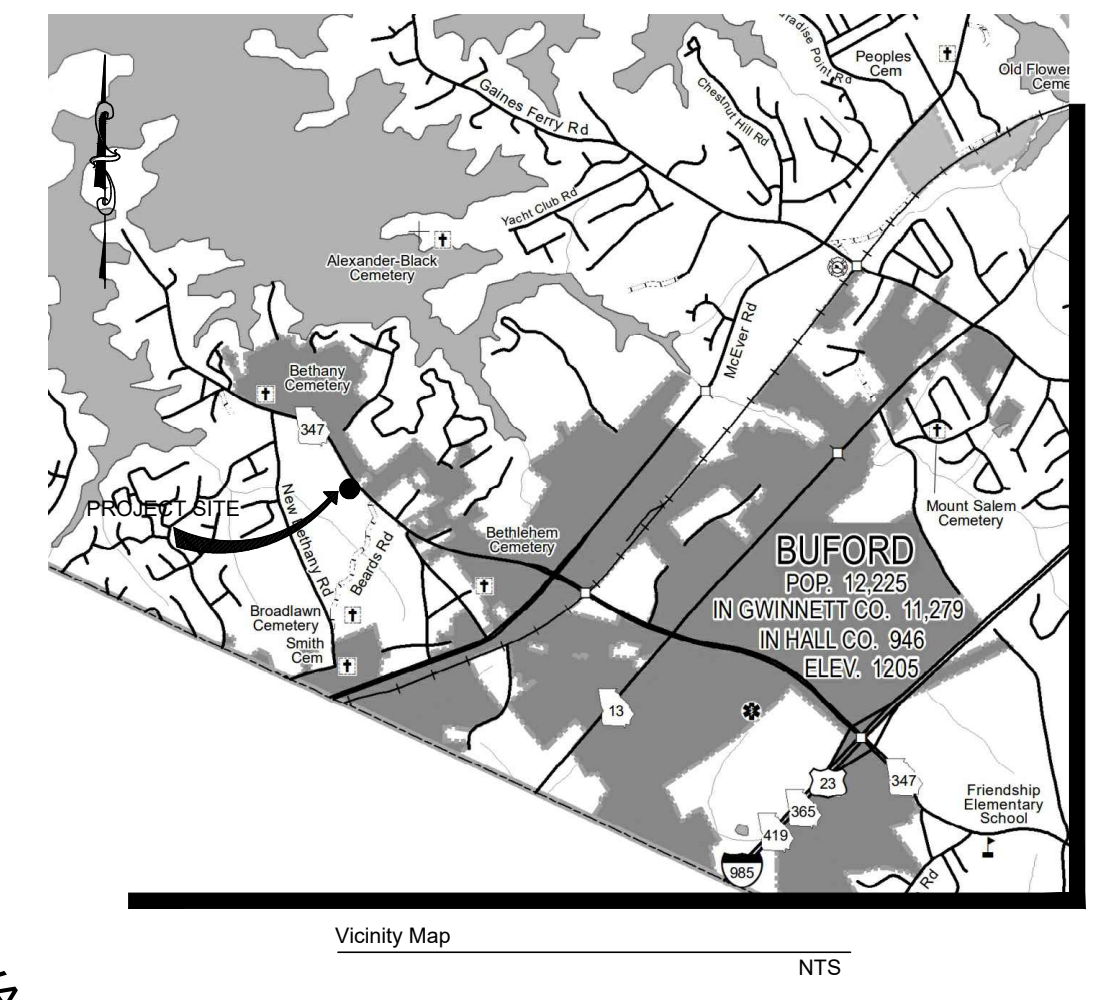 Paradise Point Rd
Peoples
Cem
Old Flower
Ceme
Gaines Ferry Rd
Chestnut Hill Rd
Yacht Club Rd
Alexander-Black
Cemetery
McEver Rd
Bethany
Cemetery
347
PROJECT SITE
New Bethany Rd
Beards Rd
Bethlehem
Cemetery
Mount Salem
Cemetery
BUFORD
POP. 12,225
IN GWINNETT CO. 11,279
IN HALL CO. 946
ELEV. 1205
Broadlawn
Cemetery
Smith
Cem
13
23
347
365
419
985
Friendship
Elementary
School
Rd
Vicinity Map
NTS